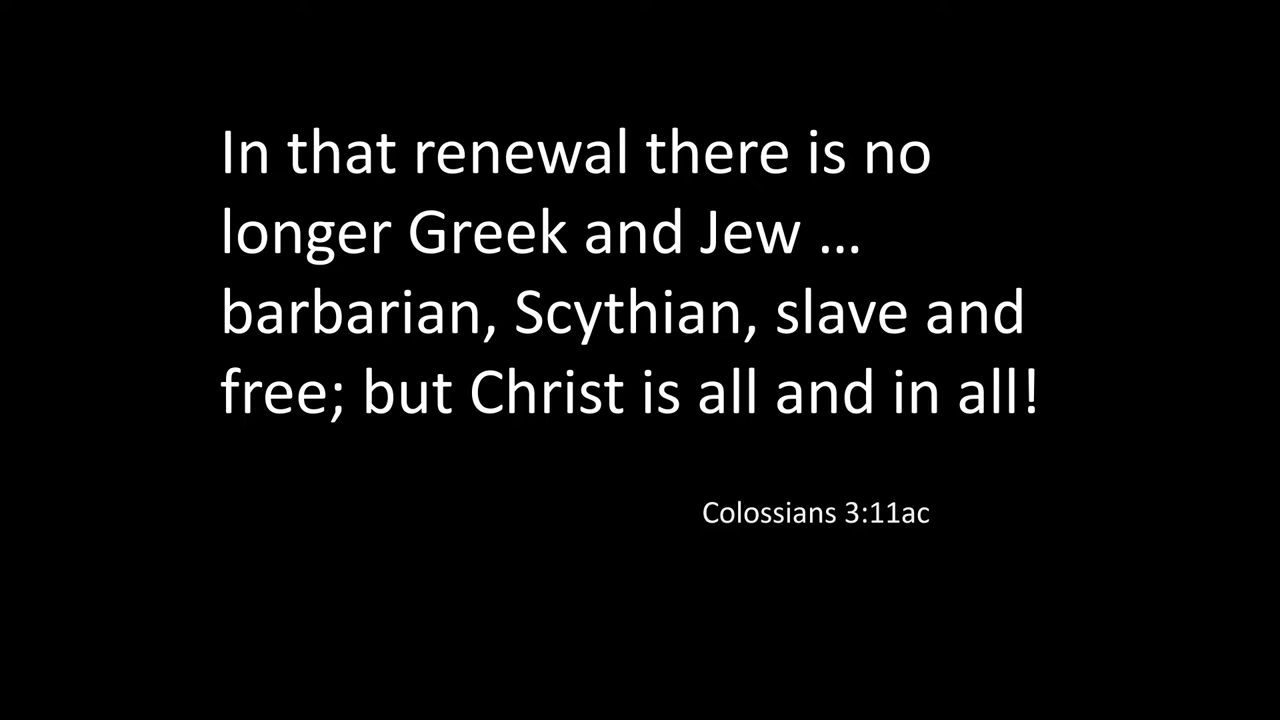 In that renewal there is no
longer Greek and Jew …
barbarian, Scythian, slave and
free; but Christ is all and in all!
Colossians 3:11ac